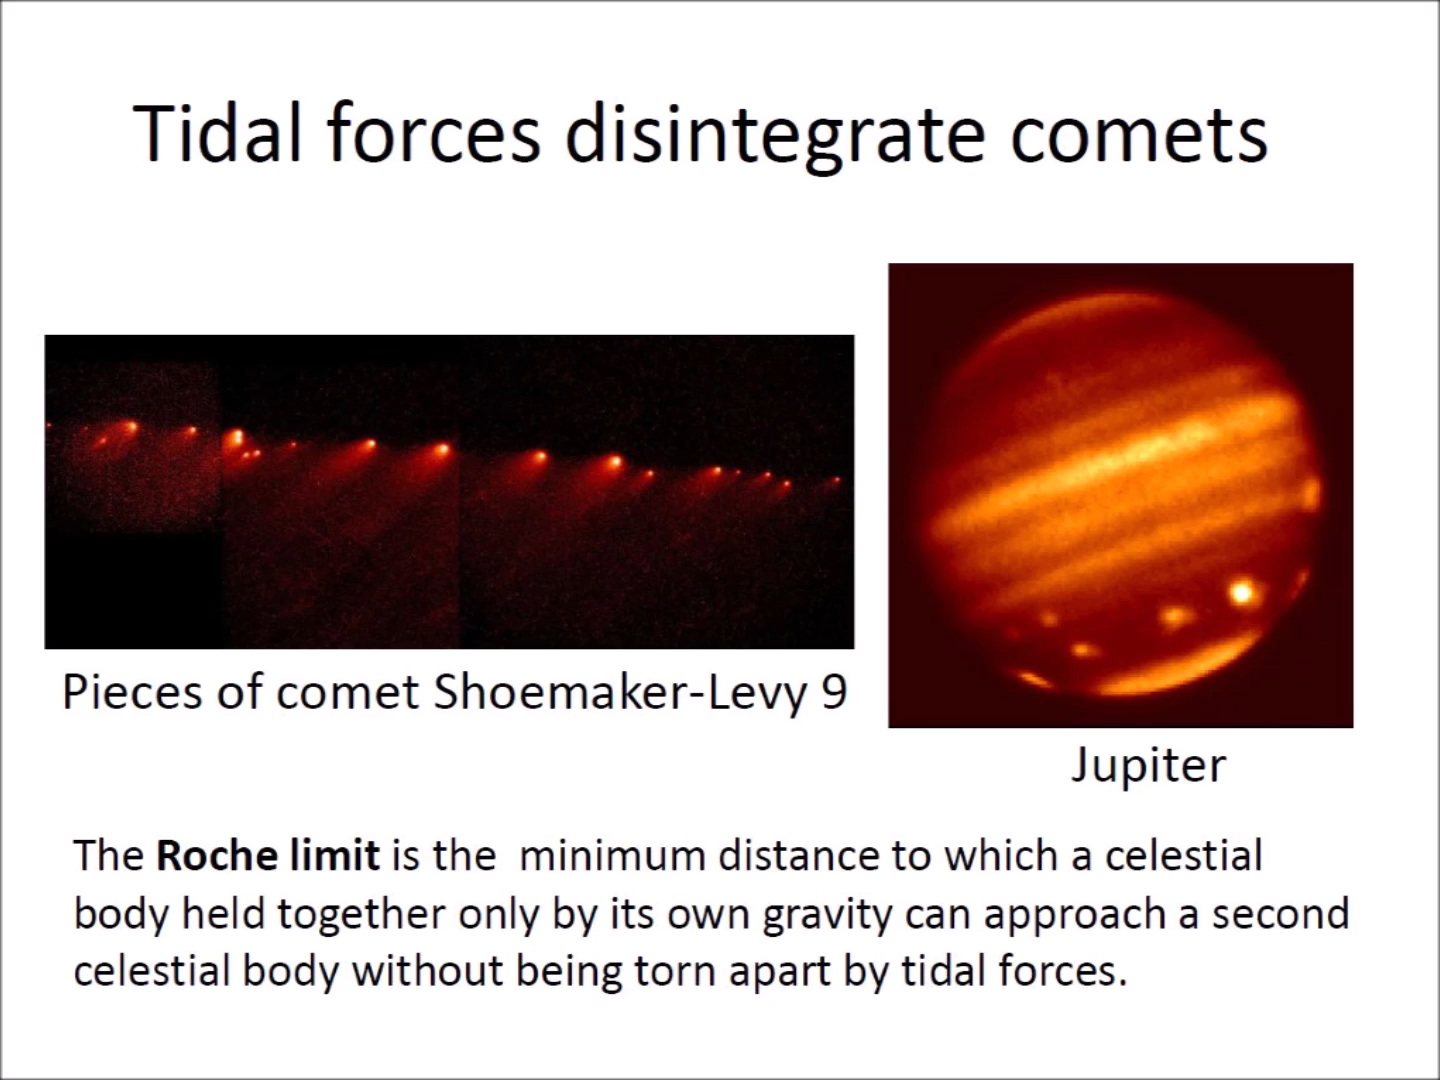 Tidal forces disintegrate comets
Pieces of comet Shoemaker-Levy 9
Jupiter
The Roche limit is the  minimum distance to which a celestial
body held together only by its own gravity can approach a second
celestial body without being torn apart by tidal forces.